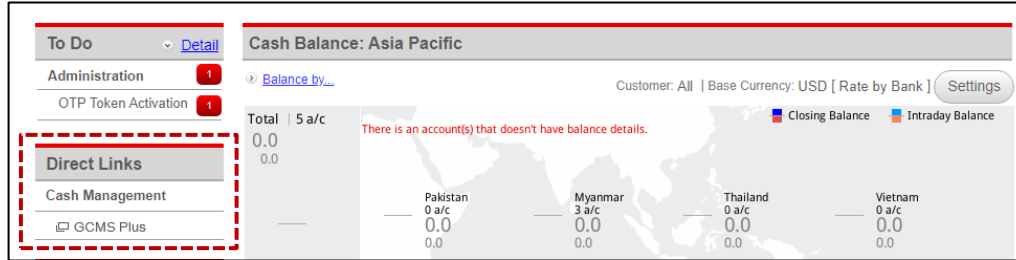 To Do Detail
Administration 1
OTP Token Activation 1
Direct Links
Cash Management
GCMS Plus
Cash Balance: Asia Pacific
Balance by...
Customer: All | Base Currency: USD [ Rate by Bank ] Settings
Total | 5 a/c
0.0
0.0
There is an account(s) that doesn't have balance details.
Closing Balance Intraday Balance
Pakistan Myanmar Thailand Vietnam
0 a/c 3 a/c 0 a/c 0 a/c
0.0 0.0 0.0 0.0
0.0 0.0 0.0 0.0